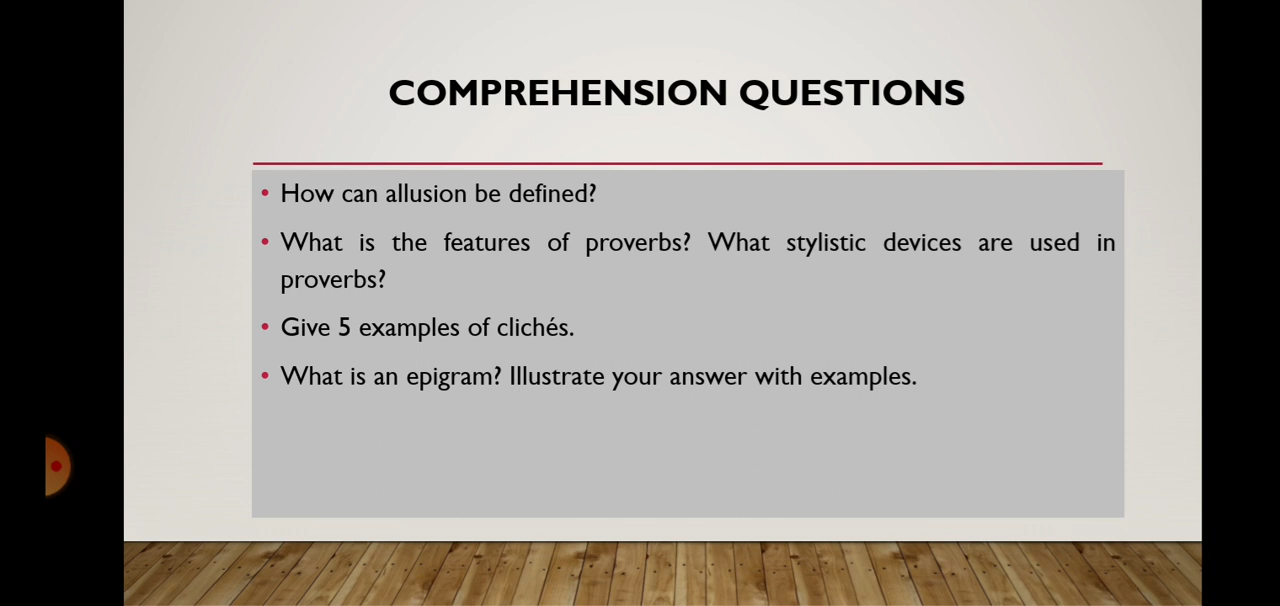 COMPREHENSION QUESTIONS
• How can allusion be defined?
• What is the features of proverbs? What stylistic devices are used in
proverbs?
• Give 5 examples of clichés.
• What is an epigram? Illustrate your answer with examples.